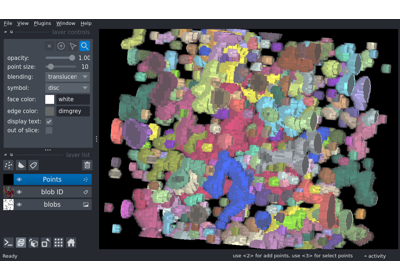 File View Plugins Window Help
layer controls
opacity: 1.00
point size: 10
blending: translucen
symbol: disc
face color: white
edge color: dimgrey
display text:
out of slice:
layer list
Points
blob ID
blobs
Ready
use <2> for add points, use <3> for select points
activity